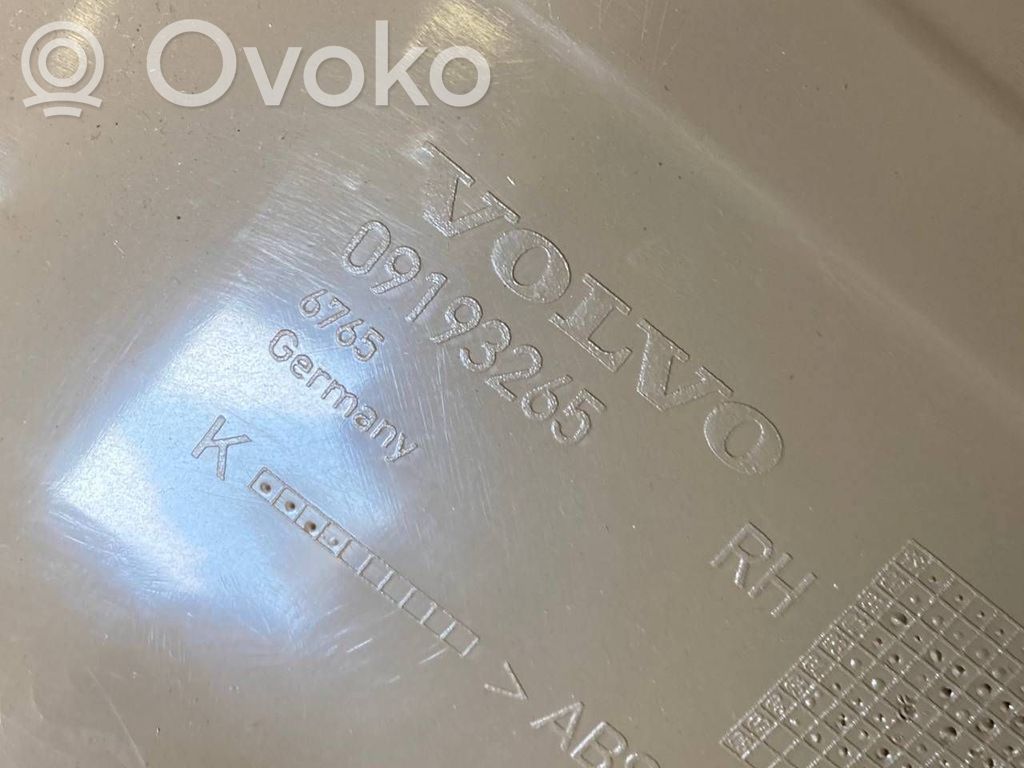 Ovoko
VOLVO
09193265
6765
Germany
K
RH
>ABS